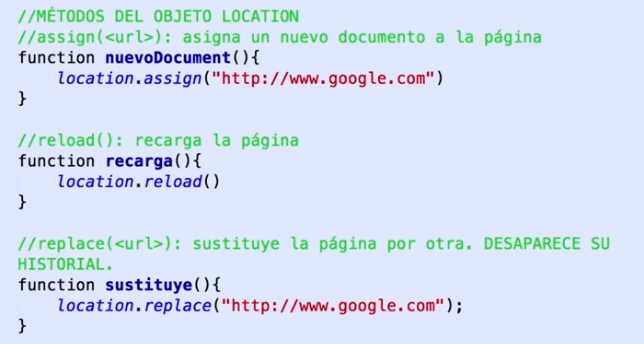 //MÉTODOS DEL OBJETO LOCATION
//assign(<url>): asigna un nuevo documento a la página
function nuevoDocument(){
    location.assign("http://www.google.com")
}

//reload(): recarga la página
function recarga(){
    location.reload()
}

//replace(<url>): sustituye la página por otra. DESAPARECE SU
HISTORIAL.
function sustituye(){
    location.replace("http://www.google.com");
}